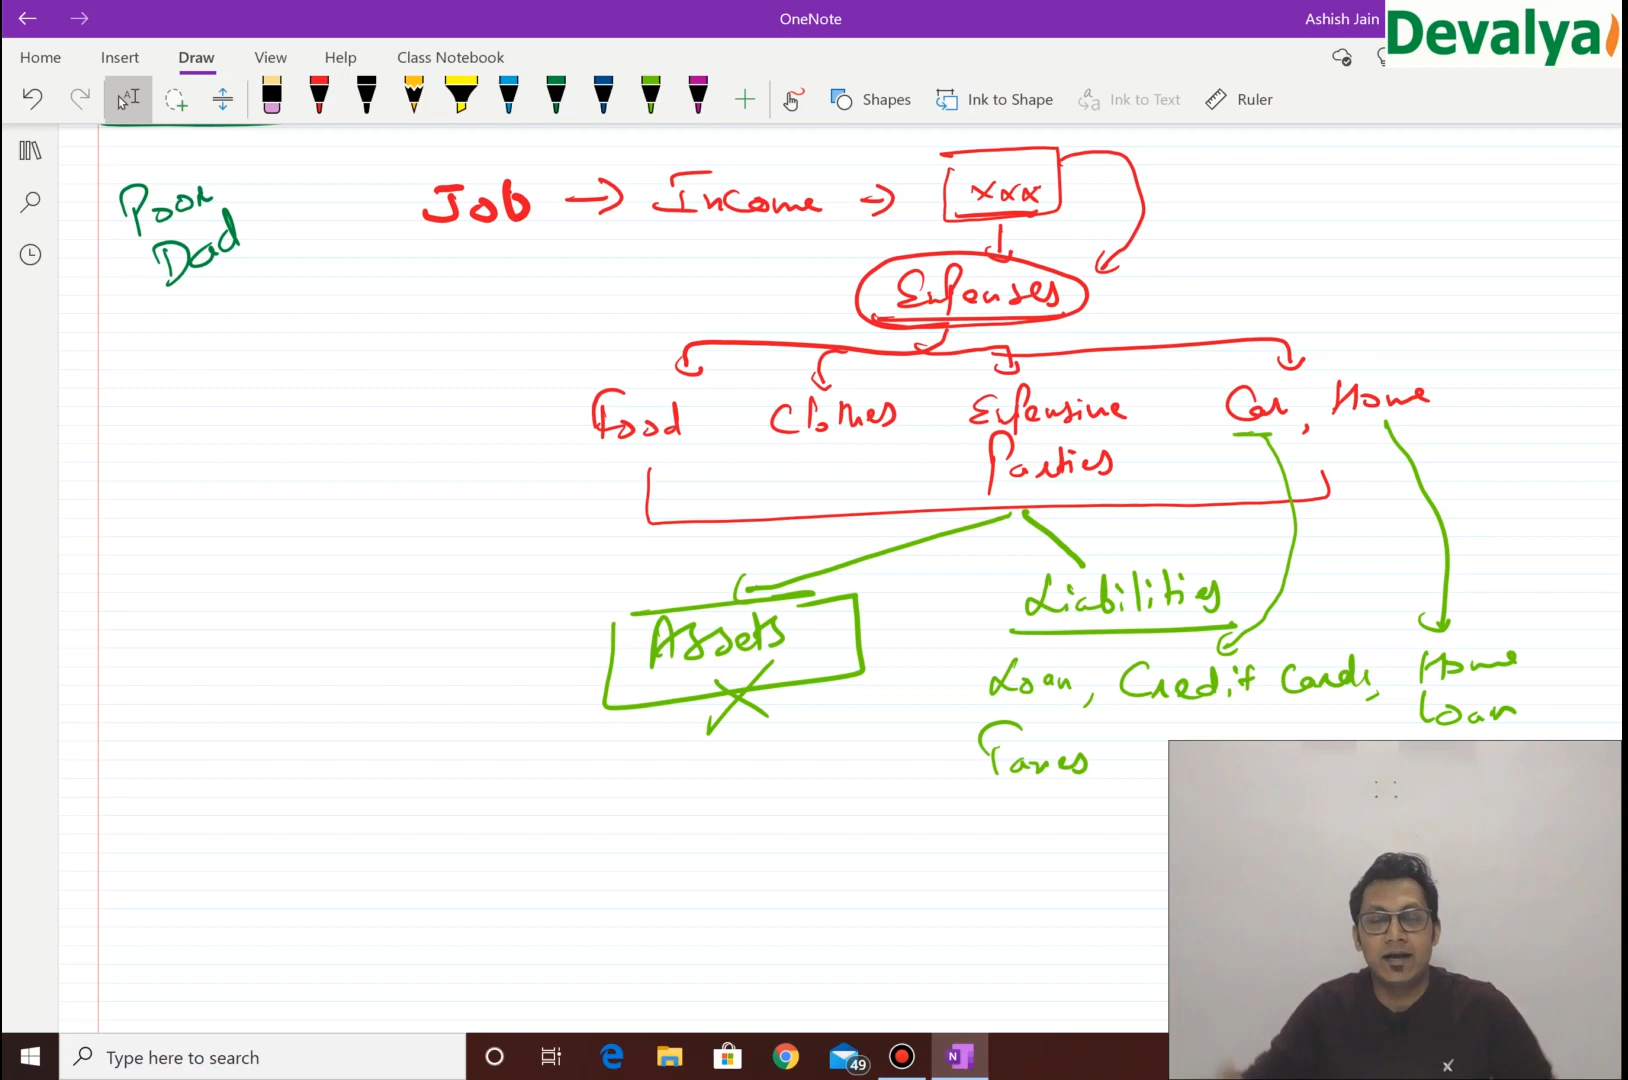 OneNote
Ashish Jain
Devalya
Home Insert Draw View Help Class Notebook
Shapes Ink to Shape Ink to Text Ruler
Poor
Dad
Job → Income → xxx
Expenses
Food Clothes Expensive Car, Home
Parties
Assets Liabilities
Loan, Credit Cards, Home
Loan
Taxes
Type here to search
49